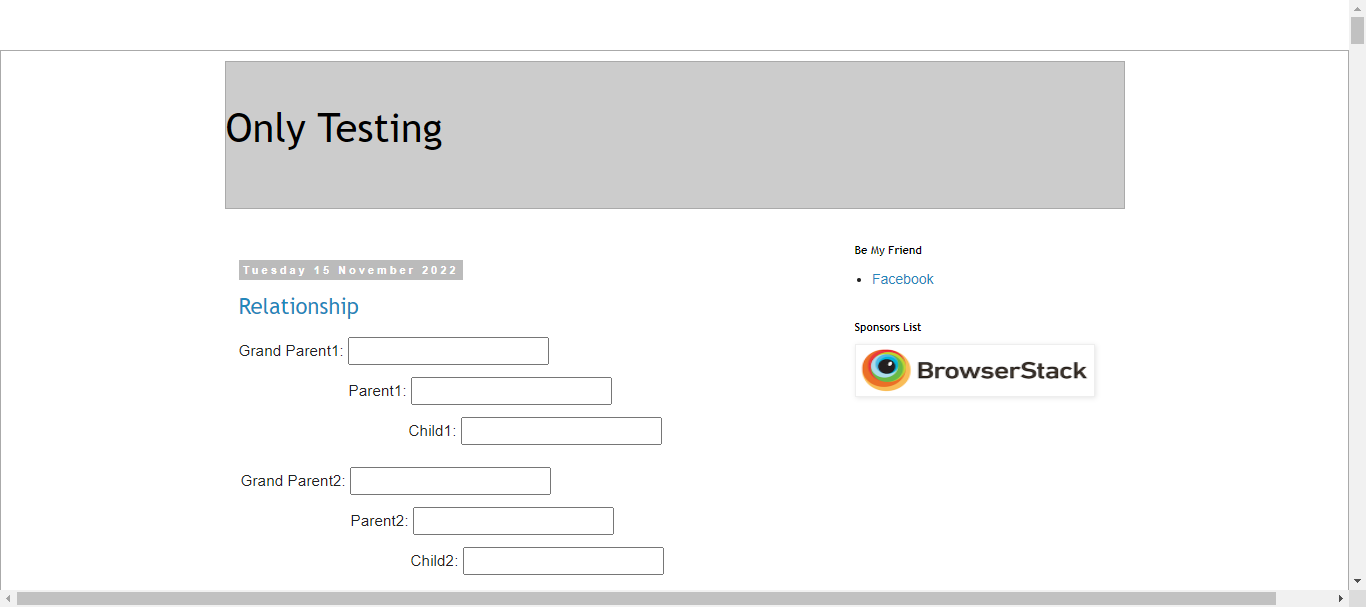 Only Testing
Tuesday 15 November 2022
Relationship
Grand Parent1:
Parent1:
Child1:
Grand Parent2:
Parent2:
Child2:
Be My Friend
Facebook
Sponsors List
BrowserStack